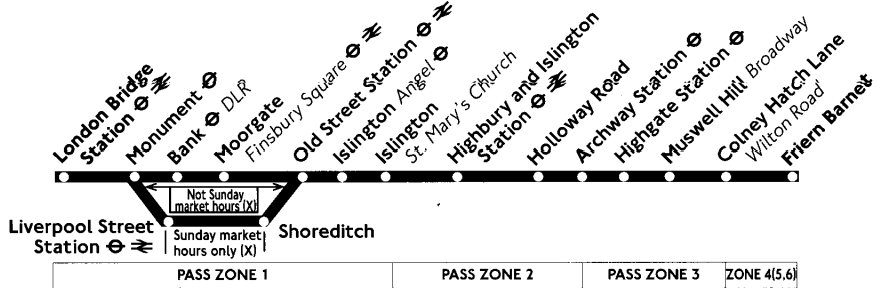 London Bridge
Station
Monument
Bank DLR
Moorgate
Finsbury Square
Old Street Station
Islington Angel
Islington
St. Mary's Church
Highbury and Islington
Station
Holloway Road
Archway Station
Highgate Station
Muswell Hill Broadway
Colney Hatch Lane
Wilton Road
Friern Barnet
Not Sunday
market hours (X)
Liverpool Street
Station
Sunday market
hours only (X)
Shoreditch
PASS ZONE 1
PASS ZONE 2
PASS ZONE 3
ZONE 4(5,6)